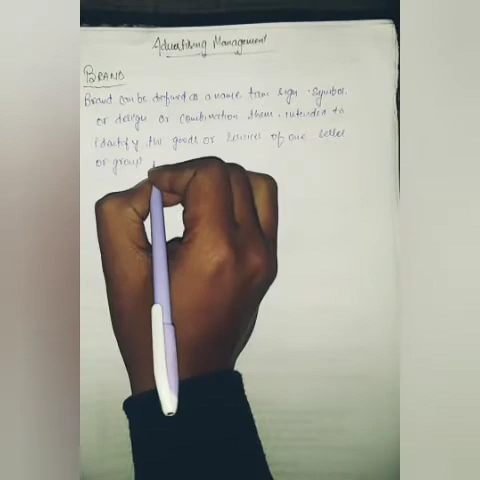 Advertising Management
BRAND
Brand can be defined as a name term sign symbol
or design or combination them. intended to
identify the goods or services of one seller
or group